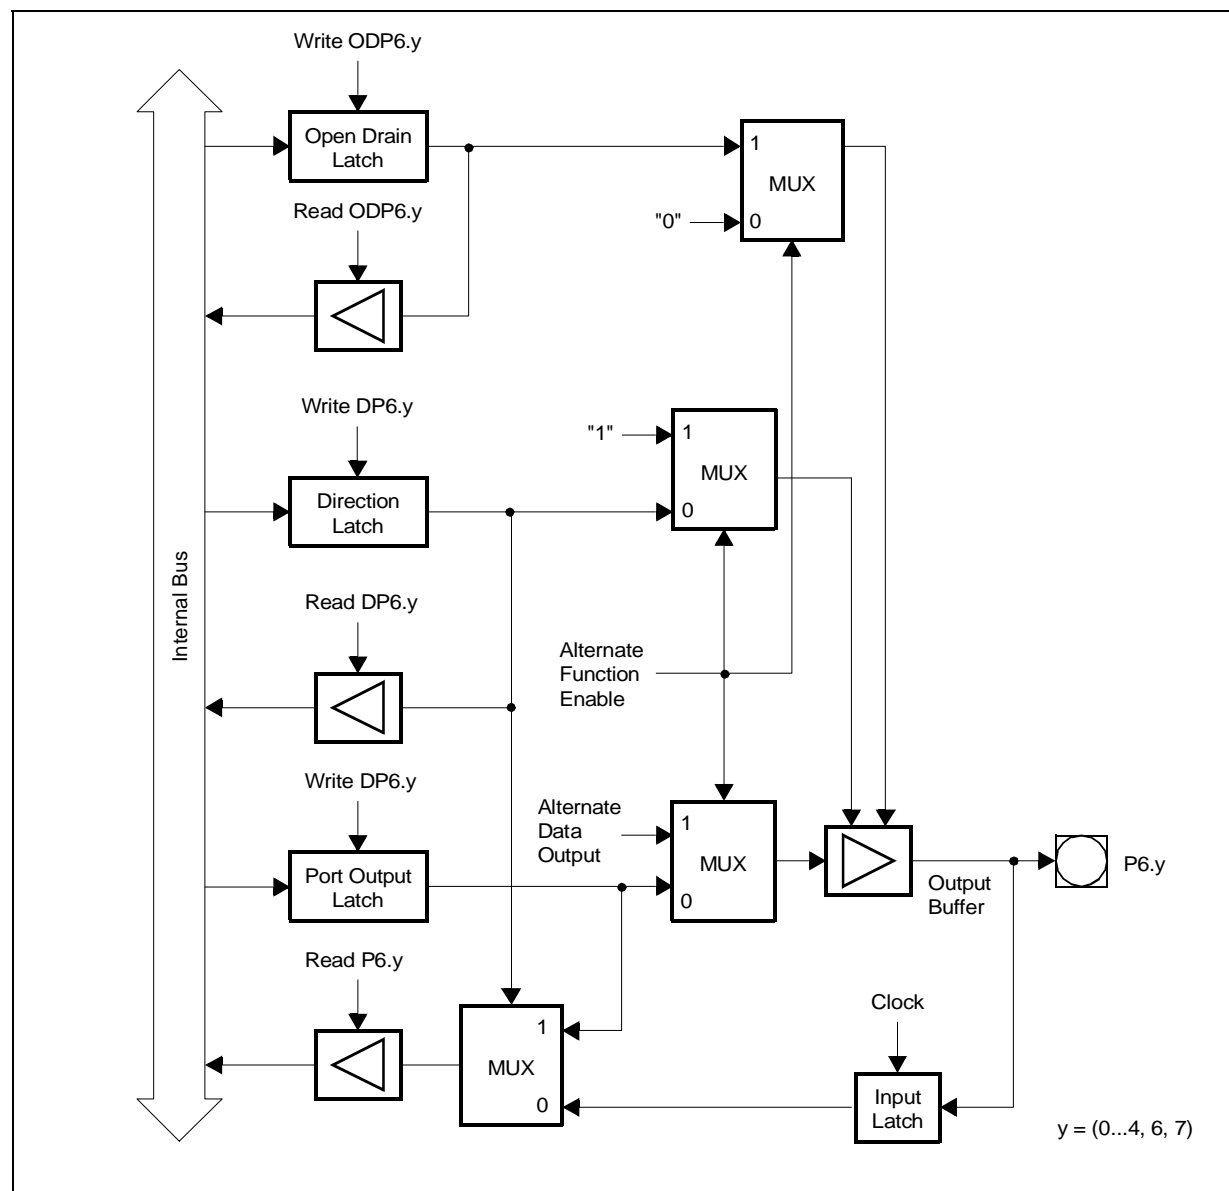 Write ODP6.y
Open Drain
Latch
1
MUX
"0"
0
Read ODP6.y
Write DP6.y
"1"
1
MUX
Direction
Latch
0
Internal Bus
Read DP6.y
Alternate
Function
Enable
Write DP6.y
Alternate
Data
Output
1
MUX
0
Port Output
Latch
Output
Buffer
P6.y
Read P6.y
Clock
1
MUX
0
Input
Latch
y = (0...4, 6, 7)